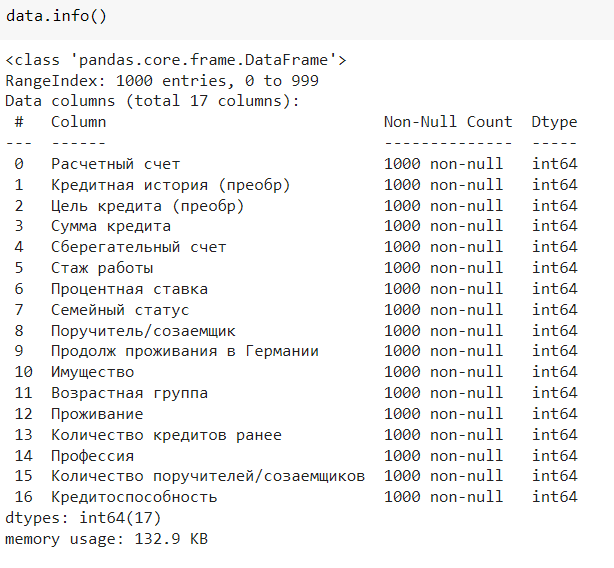 data.info()
<class 'pandas.core.frame.DataFrame'>
RangeIndex: 1000 entries, 0 to 999
Data columns (total 17 columns):
 #   Column                           Non-Null Count  Dtype
---  ------                           --------------  -----
 0   Расчетный счет                   1000 non-null   int64
 1   Кредитная история (преобр)       1000 non-null   int64
 2   Цель кредита (преобр)            1000 non-null   int64
 3   Сумма кредита                    1000 non-null   int64
 4   Сберегательный счет              1000 non-null   int64
 5   Стаж работы                      1000 non-null   int64
 6   Процентная ставка                1000 non-null   int64
 7   Семейный статус                  1000 non-null   int64
 8   Поручитель/созаемщик             1000 non-null   int64
 9   Продолж проживания в Германии    1000 non-null   int64
 10  Имущество                        1000 non-null   int64
 11  Возрастная группа                1000 non-null   int64
 12  Проживание                       1000 non-null   int64
 13  Количество кредитов ранее        1000 non-null   int64
 14  Профессия                        1000 non-null   int64
 15  Количество поручителей/созаемщиков  1000 non-null   int64
 16  Кредитоспособность               1000 non-null   int64
dtypes: int64(17)
memory usage: 132.9 KB